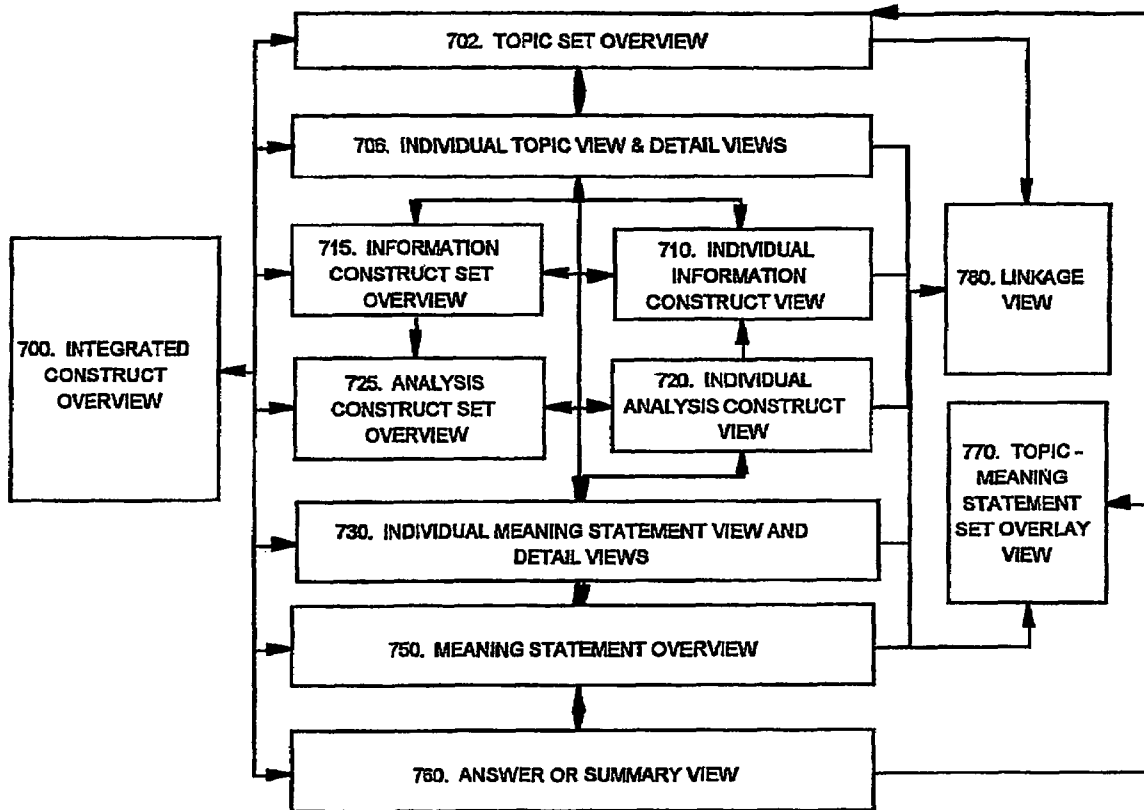 702. TOPIC SET OVERVIEW
706. INDIVIDUAL TOPIC VIEW & DETAIL VIEWS
715. INFORMATION
CONSTRUCT SET
OVERVIEW
710. INDIVIDUAL
INFORMATION
CONSTRUCT VIEW
780. LINKAGE
VIEW
700. INTEGRATED
CONSTRUCT
OVERVIEW
725. ANALYSIS
CONSTRUCT SET
OVERVIEW
720. INDIVIDUAL
ANALYSIS CONSTRUCT
VIEW
770. TOPIC -
MEANING
STATEMENT
SET OVERLAY
VIEW
730. INDIVIDUAL MEANING STATEMENT VIEW AND
DETAIL VIEWS
750. MEANING STATEMENT OVERVIEW
760. ANSWER OR SUMMARY VIEW